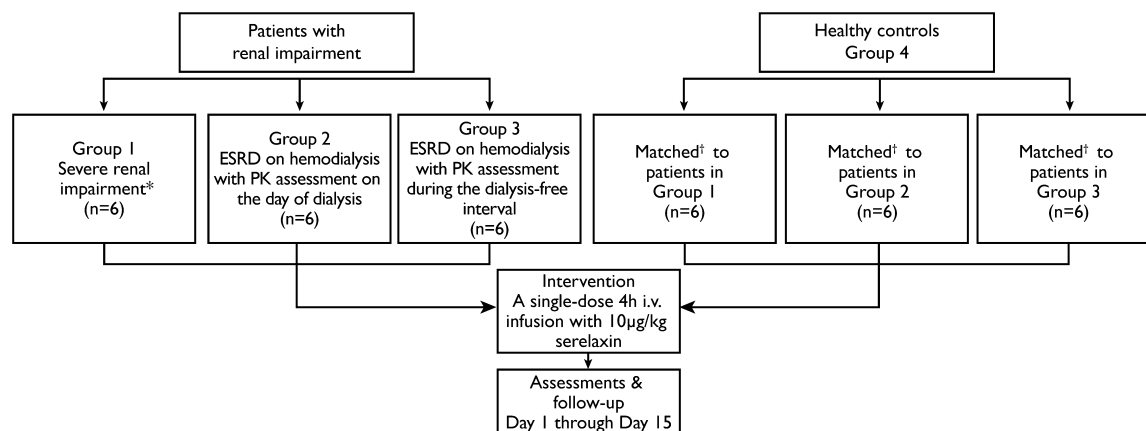 Patients with
renal impairment
Healthy controls
Group 4
Group 1
Severe renal
impairment*
(n=6)
Group 2
ESRD on hemodialysis
with PK assessment on
the day of dialysis
(n=6)
Group 3
ESRD on hemodialysis
with PK assessment
during the dialysis-free
interval
(n=6)
Matched† to
patients in
Group 1
(n=6)
Matched† to
patients in
Group 2
(n=6)
Matched† to
patients in
Group 3
(n=6)
Intervention
A single-dose 4h i.v.
infusion with 10µg/kg
serelaxin
Assessments &
follow-up
Day 1 through Day 15